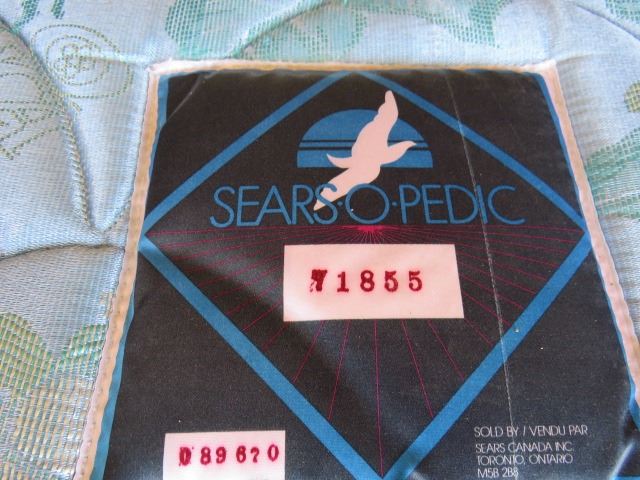 SEARS·O·PEDIC
71855
D89670
SOLD BY / VENDU PAR
SEARS CANADA INC.
TORONTO, ONTARIO
M5B 2B8